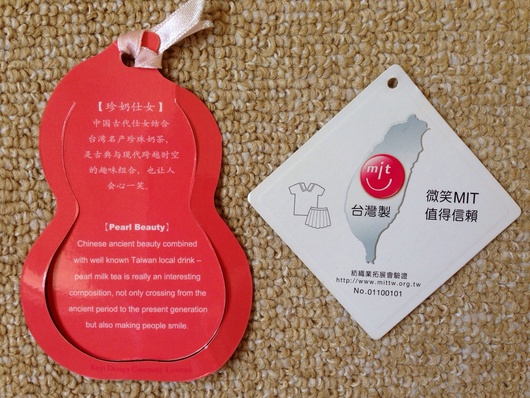 【珍奶仕女】
中国古代仕女结合
台湾名产珍珠奶茶，
是古典与现代跨越时空
的趣味组合，也让人
会心一笑。
【Pearl Beauty】
Chinese ancient beauty combined
with well known Taiwan local drink –
pearl milk tea is really an interesting
composition, not only crossing from the
ancient period to the present generation
but also making people smile.
mit
台灣製
微笑MIT
值得信賴
紡織業拓展會驗證
http://www.mittw.org.tw
No.01100101